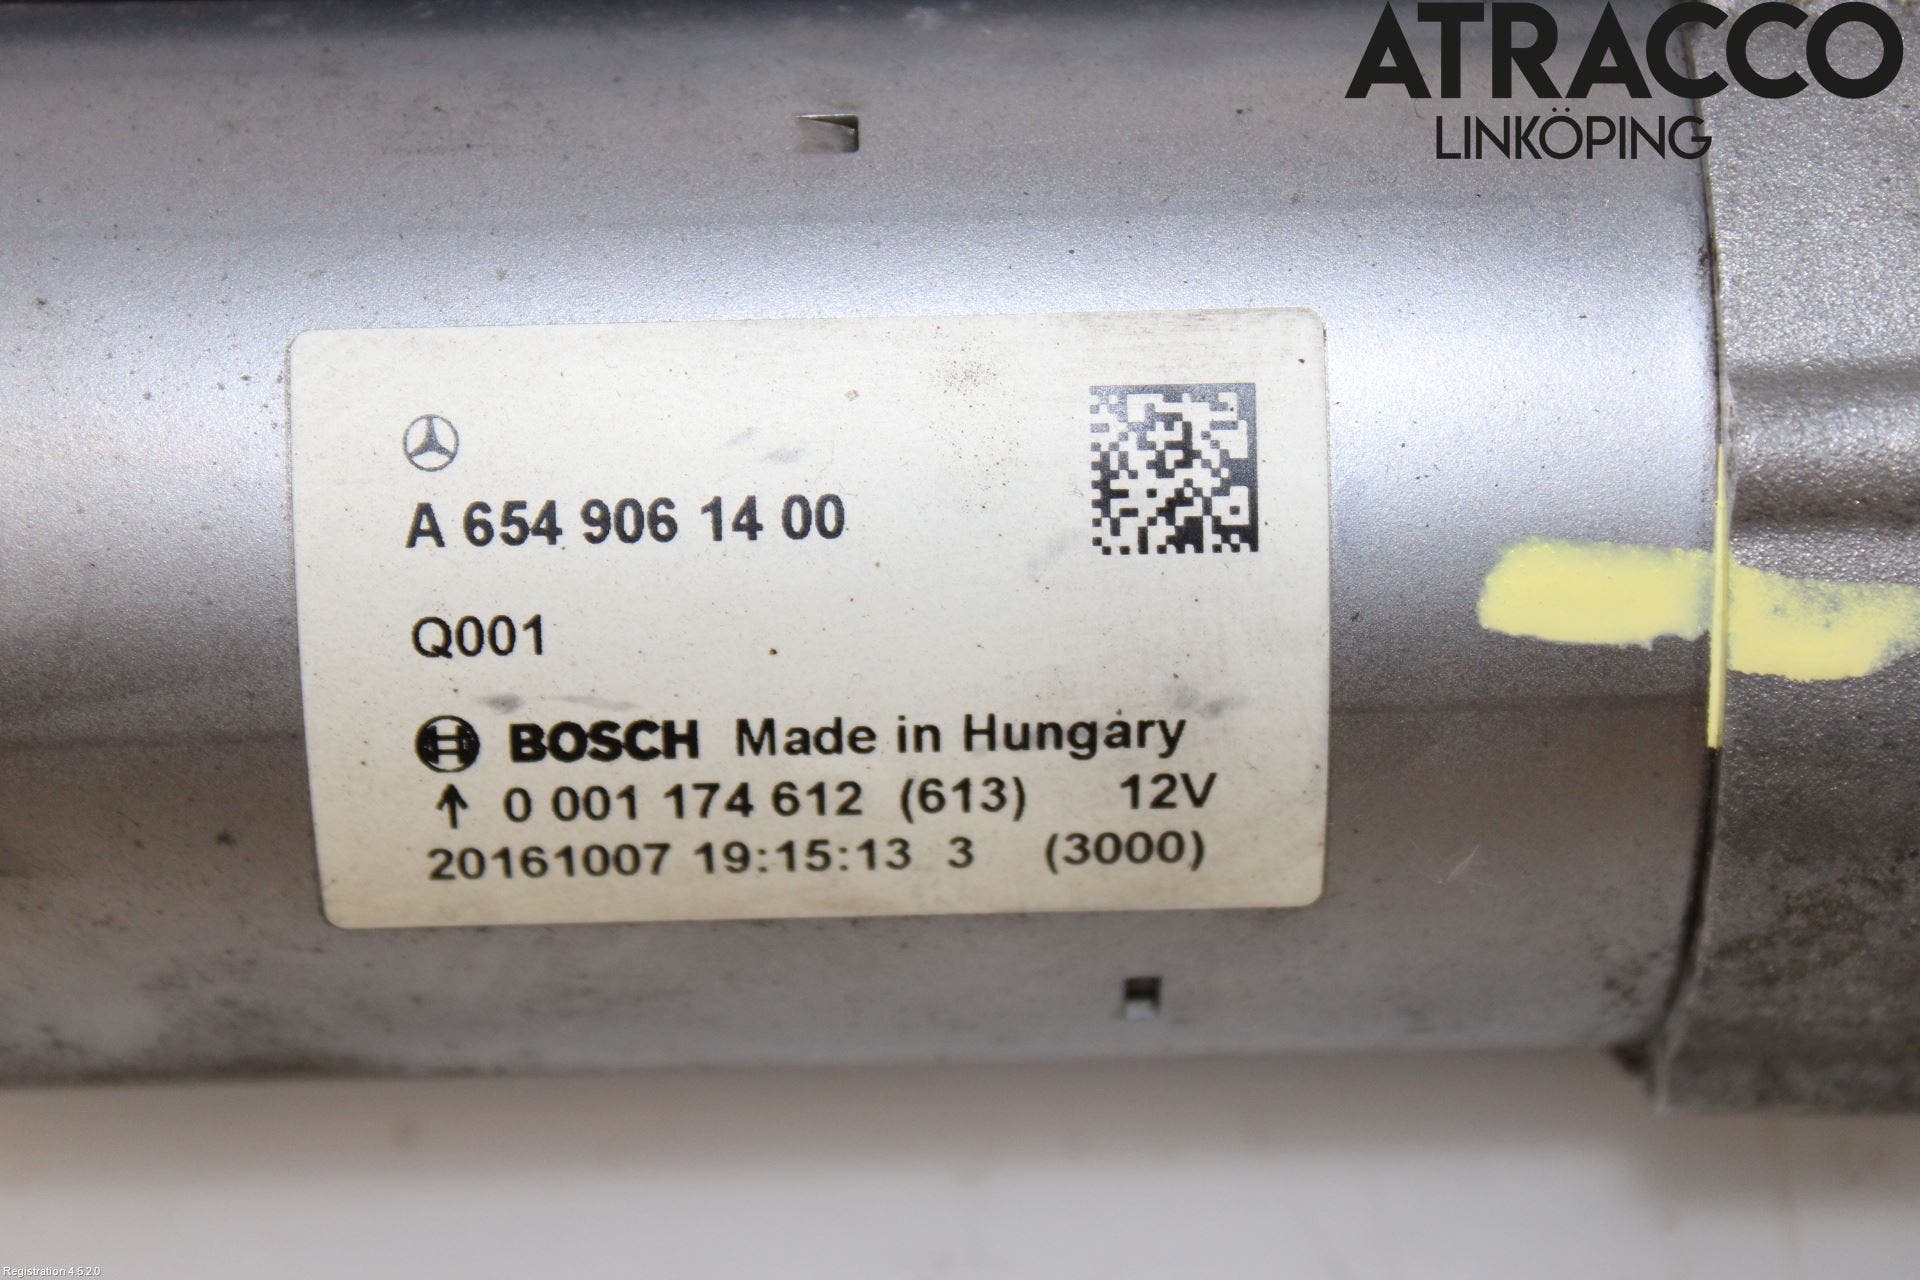 ATRACCO
LINKÖPING
A 654 906 14 00
Q001
BOSCH Made in Hungary
↑ 0 001 174 612 (613) 12V
20161007 19:15:13 3 (3000)
Registration 4.5.2.0